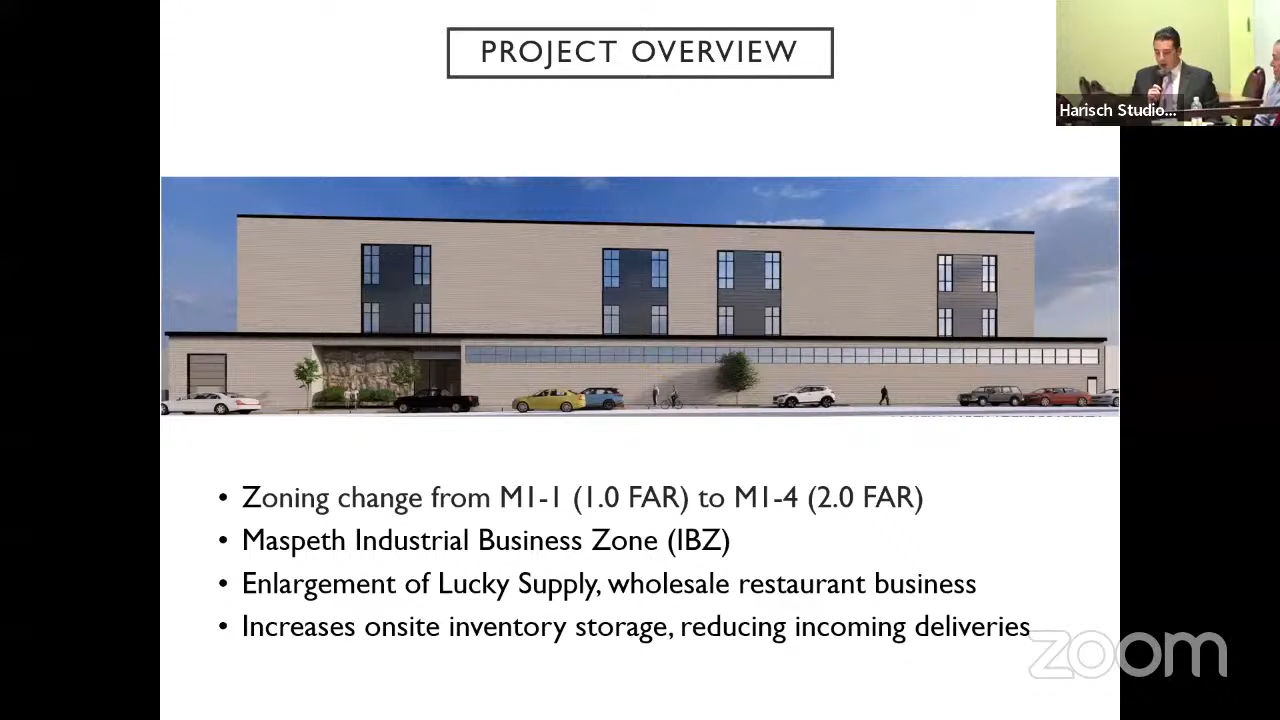 PROJECT OVERVIEW
Harisch Studio...
• Zoning change from M1-1 (1.0 FAR) to M1-4 (2.0 FAR)
• Maspeth Industrial Business Zone (IBZ)
• Enlargement of Lucky Supply, wholesale restaurant business
• Increases onsite inventory storage, reducing incoming deliveries
zoom